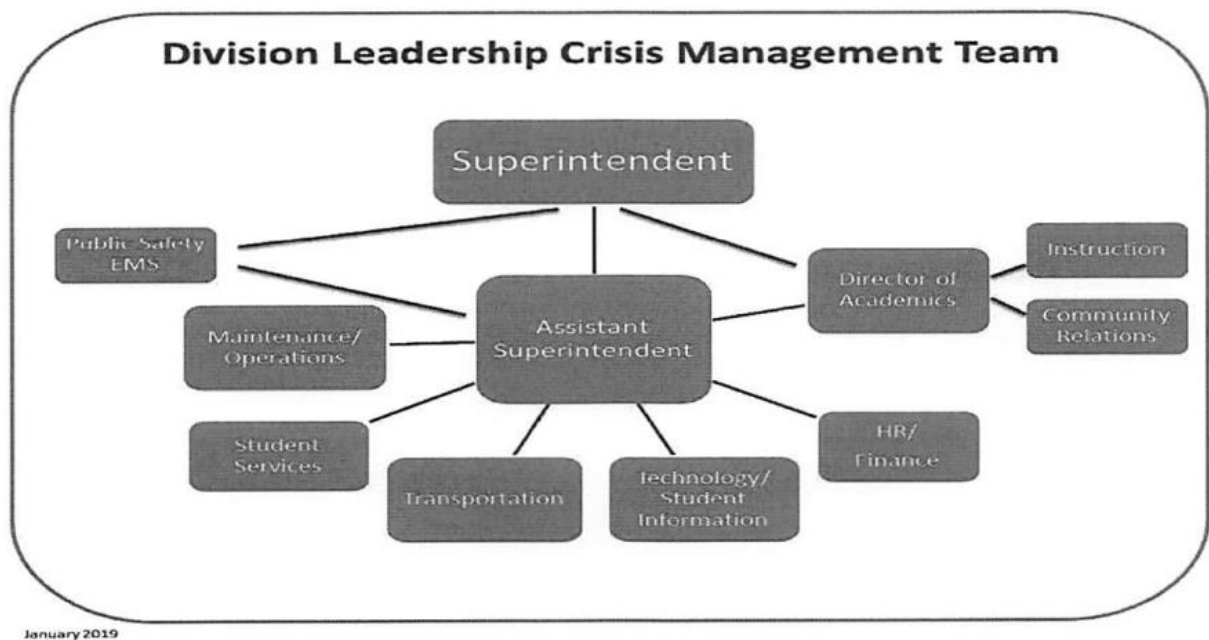 Division Leadership Crisis Management Team
Superintendent
Public Safety
EMS
Instruction
Director of
Academics
Community
Relations
Assistant
Superintendent
Maintenance/
Operations
HR/
Finance
Student
Services
Transportation
Technology/
Student
Information
January 2019